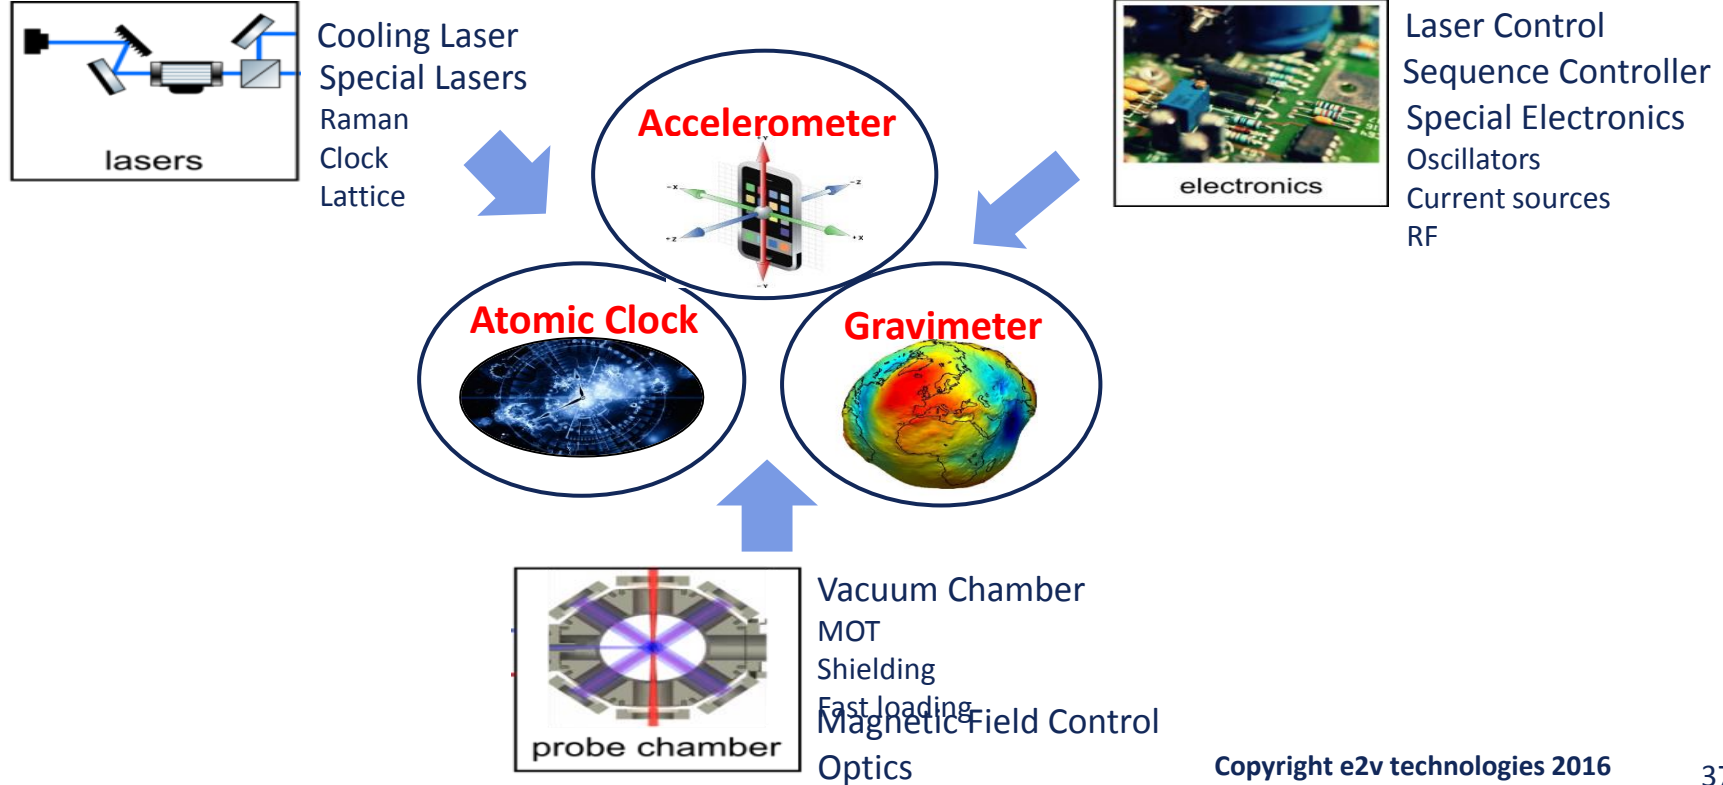 Cooling Laser
Special Lasers
Raman
Clock
Lattice
lasers
Accelerometer
+Y
-X
-Z
+Z
+X
-Y
Laser Control
Sequence Controller
Special Electronics
Oscillators
Current sources
RF
electronics
Atomic Clock
Gravimeter
Vacuum Chamber
MOT
Shielding
Fast loading
Magnetic Field Control
Optics
probe chamber
Copyright e2v technologies 2016
37